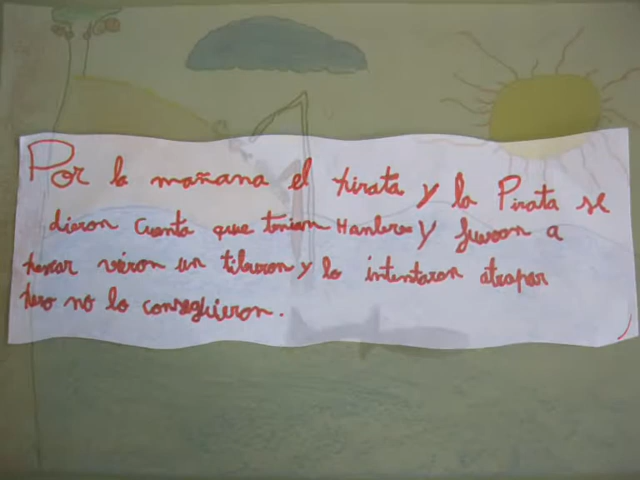 Por la mañana el pirata y la Pirata se
dieron cuenta que tenian Hambre y fueron a
pescar vieron un tiburon y lo intentaron atrapar
pero no lo conseguieron.